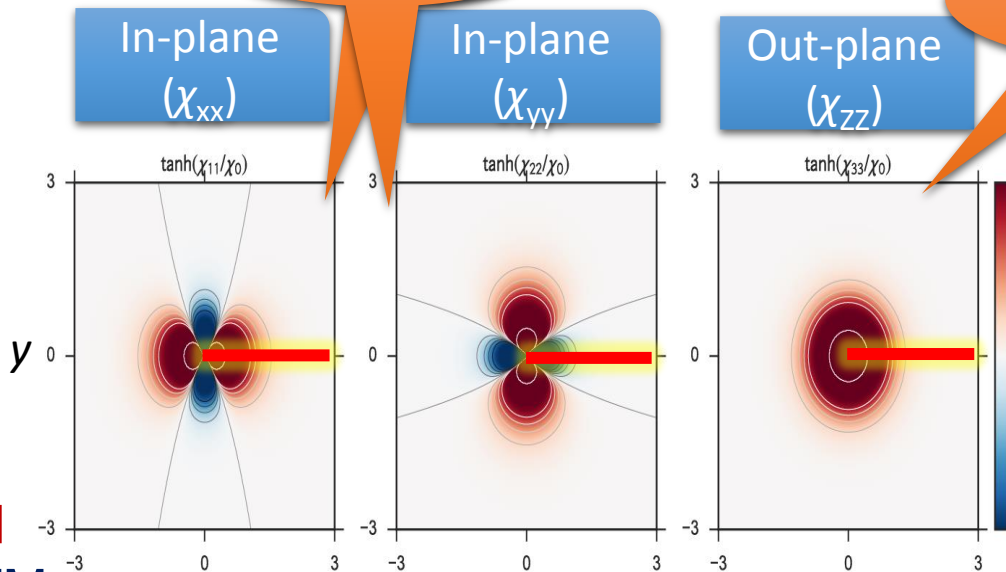 In-plane
(χxx)
In-plane
(χyy)
Out-plane
(χzz)
tanh(χ11/χ0)
tanh(χ22/χ0)
tanh(χ33/χ0)
3
3
3
y
0
0
0
-3
-3
-3
-3
0
3
-3
0
3
-3
0
3